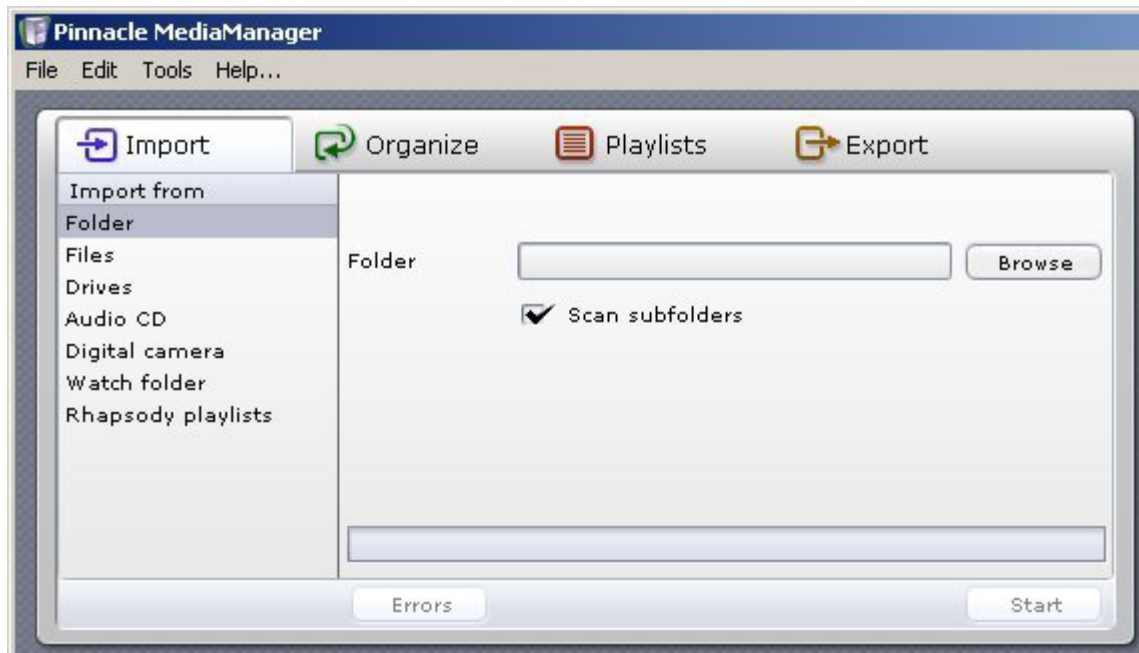 Pinnacle MediaManager
File Edit Tools Help...
Import Organize Playlists Export
Import from
Folder
Files
Drives
Audio CD
Digital camera
Watch folder
Rhapsody playlists
Folder Browse
Scan subfolders
Errors Start